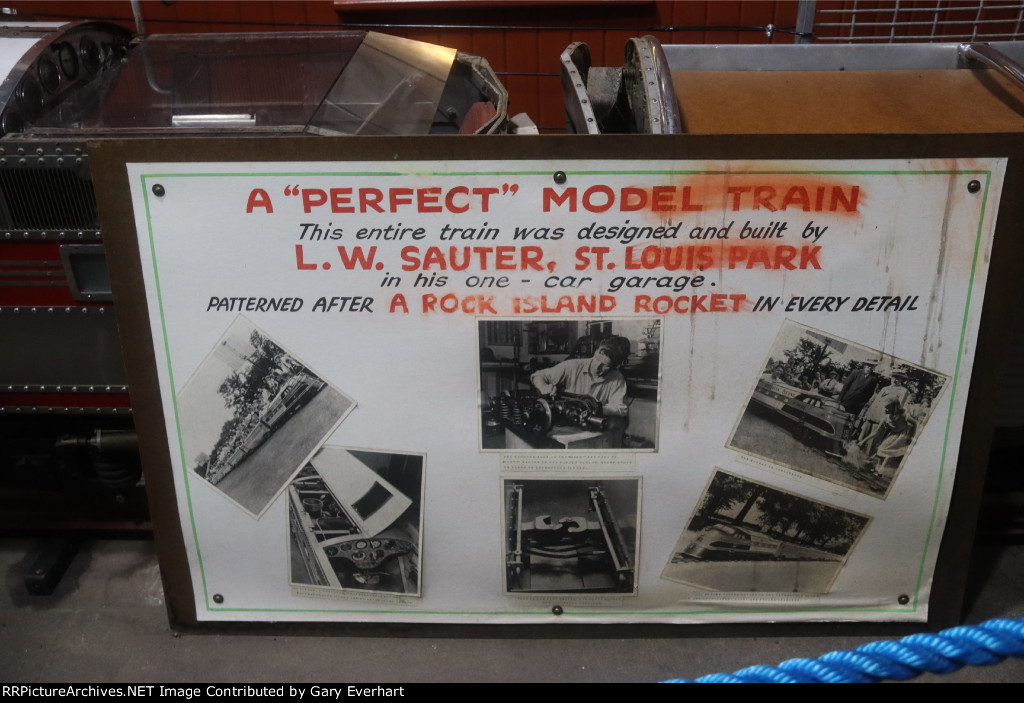 A “PERFECT” MODEL TRAIN
This entire train was designed and built by
L.W. SAUTER, ST. LOUIS PARK
in his one - car garage.
PATTERNED AFTER A ROCK ISLAND ROCKET IN EVERY DETAIL
RRPictureArchives.NET Image Contributed by Gary Everhart